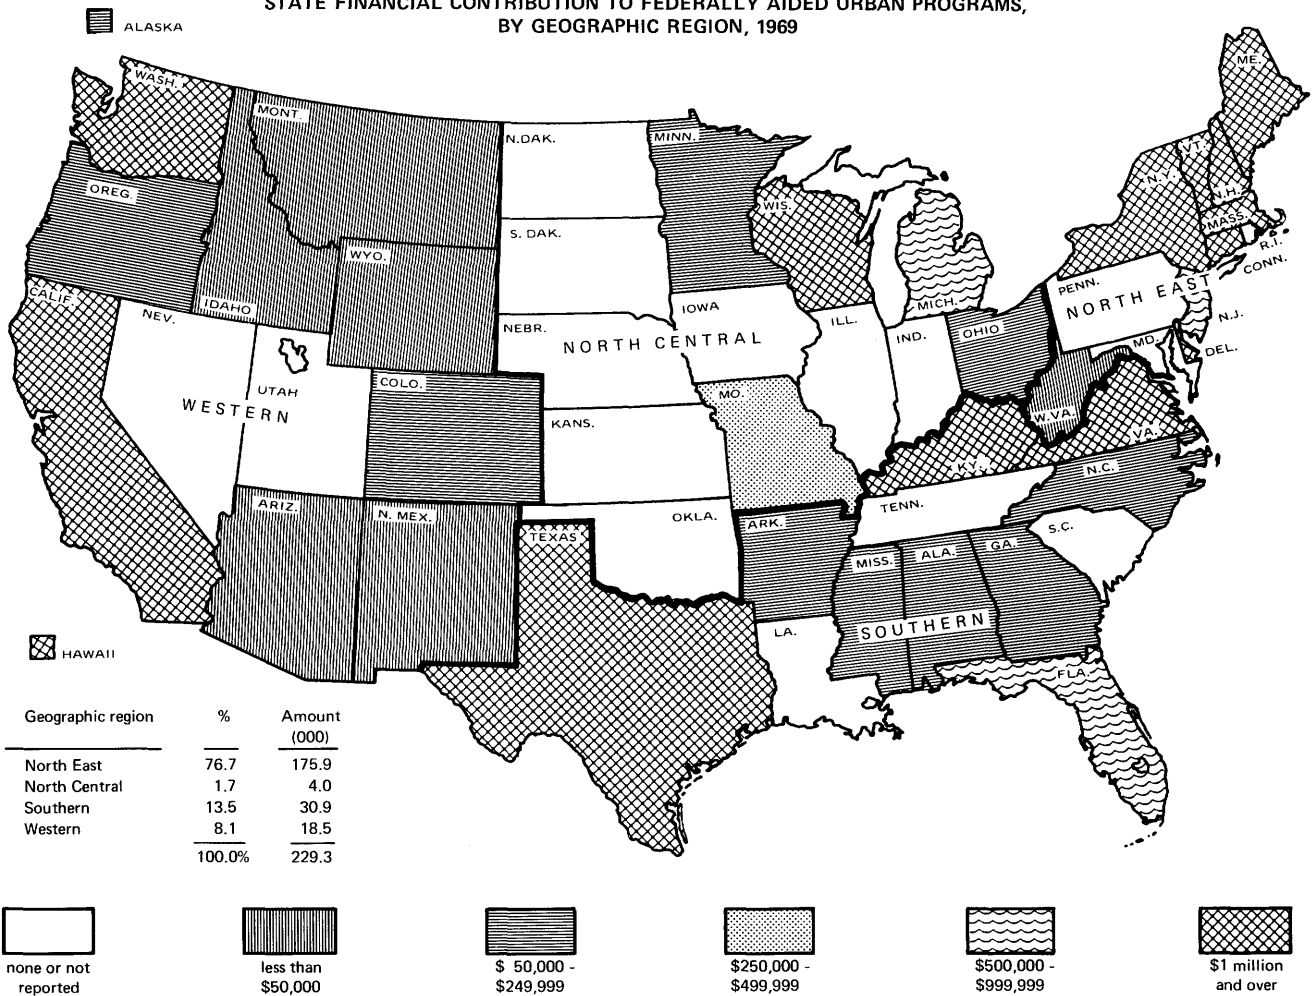 STATE FINANCIAL CONTRIBUTION TO FEDERALLY AIDED URBAN PROGRAMS,
BY GEOGRAPHIC REGION, 1969
ALASKA
WASH.
MONT.
N.DAK.
MINN.
ME.
VT.
N.Y.
N.H.
OREG.
WIS.
MASS.
S. DAK.
WYO.
R.I.
CONN.
CALIF.
IDAHO
NEV.
IOWA
MICH.
PENN.
NORTH EAST
N.J.
NEBR.
NORTH CENTRAL
ILL.
IND.
OHIO
MD.
DEL.
UTAH
COLO.
MO.
WESTERN
KANS.
W.VA.
VA.
KY.
N.C.
ARIZ.
N. MEX.
OKLA.
TENN.
TEXAS
ARK.
S.C.
MISS.
ALA.
GA.
SOUTHERN
LA.
HAWAII
FLA.
Geographic region % Amount
(000)
North East 76.7 175.9
North Central 1.7 4.0
Southern 13.5 30.9
Western 8.1 18.5
100.0% 229.3
none or not reported
less than $50,000
$ 50,000 - $249,999
$250,000 - $499,999
$500,000 - $999,999
$1 million and over